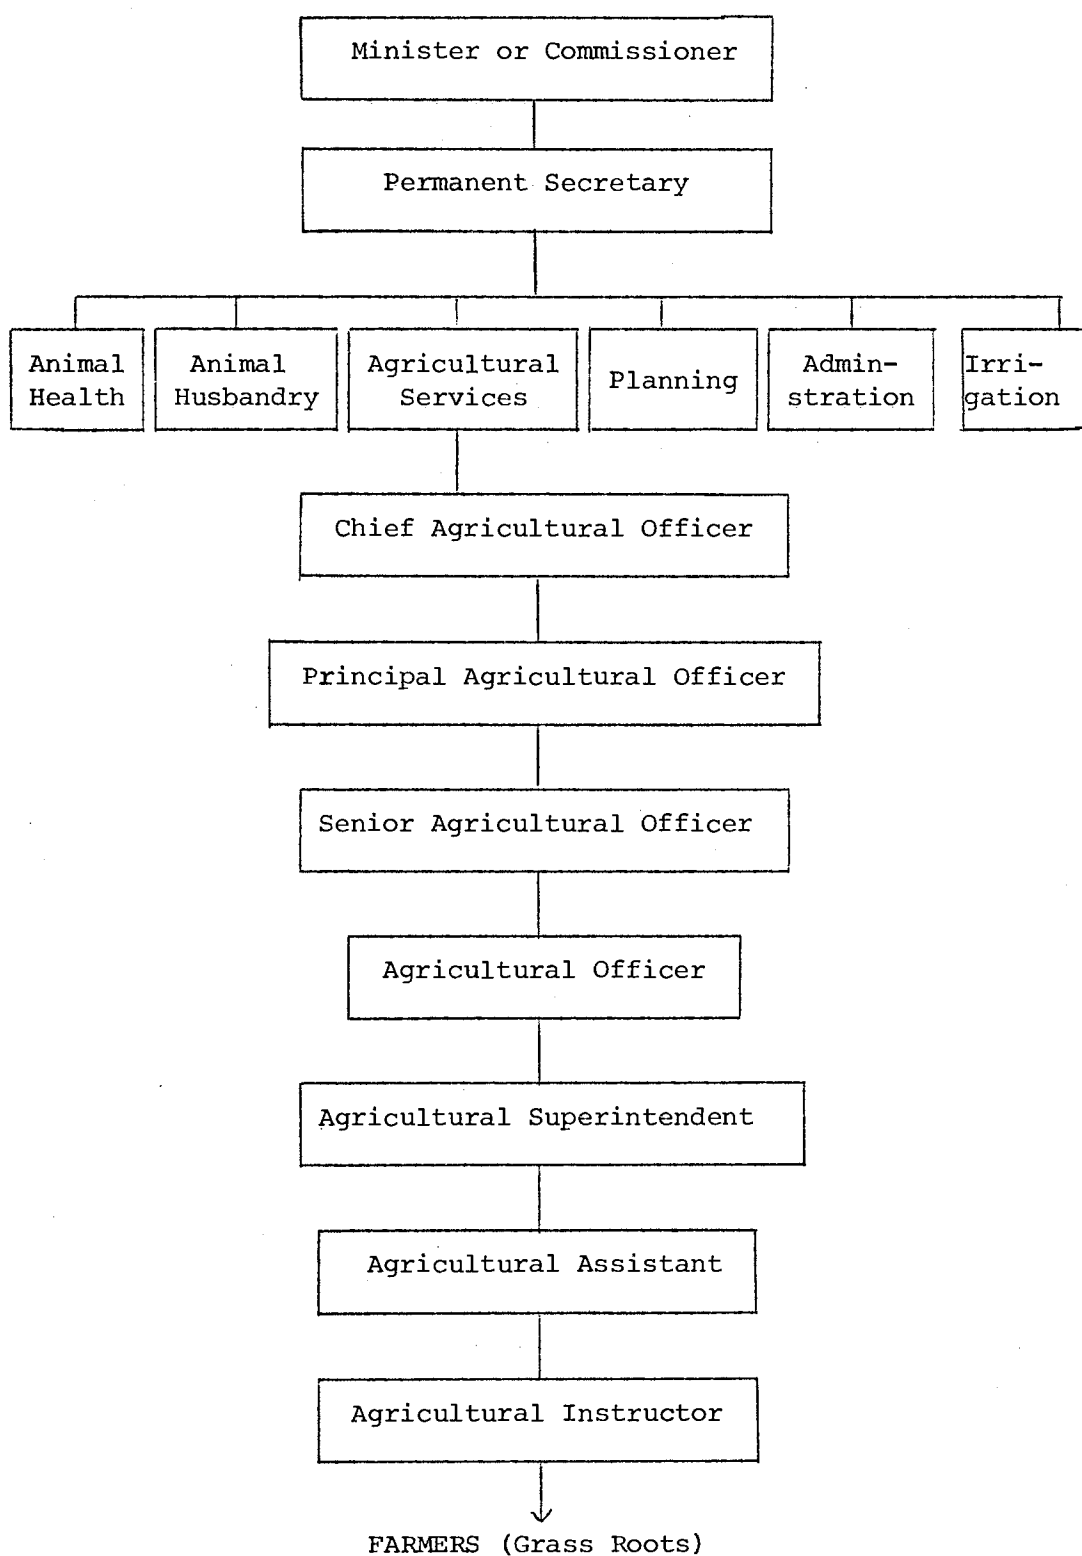 Minister or Commissioner
Permanent Secretary
Animal
Health
Animal
Husbandry
Agricultural
Services
Planning
Admin-
stration
Irri-
gation
Chief Agricultural Officer
Principal Agricultural Officer
Senior Agricultural Officer
Agricultural Officer
Agricultural Superintendent
Agricultural Assistant
Agricultural Instructor
FARMERS (Grass Roots)